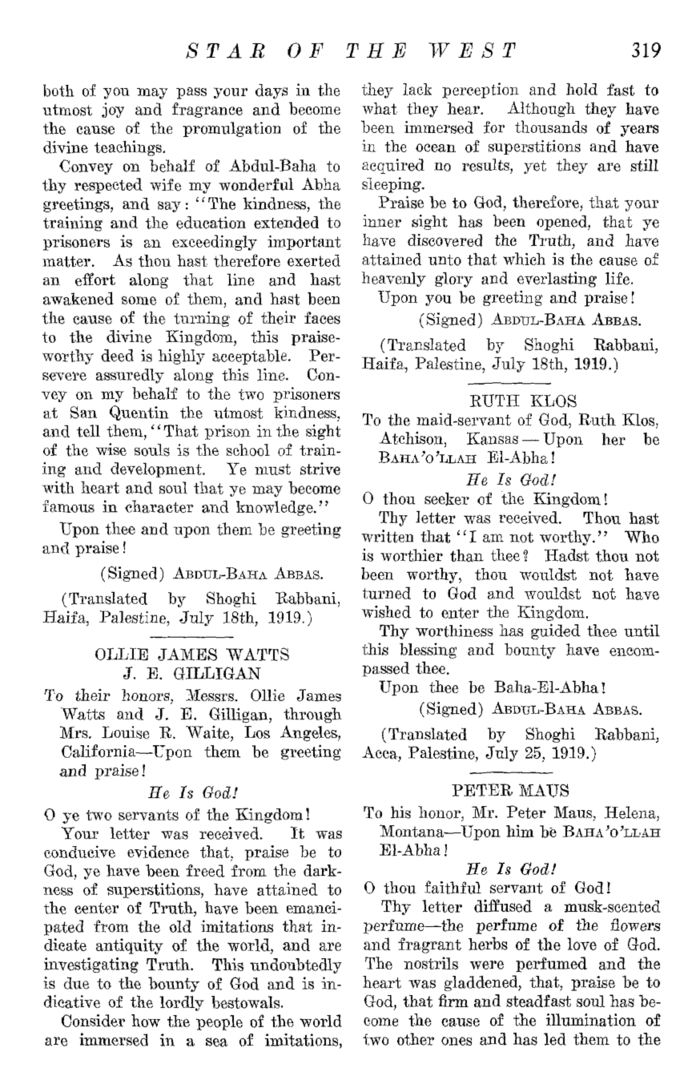 STAR OF THE WEST 319
both of you may pass your days in the
utmost joy and fragrance and become
the cause of the promulgation of the
divine teachings.
Convey on behalf of Abdul-Baha to
thy respected wife my wonderful Abha
greetings, and say: "The kindness, the
training and the education extended to
prisoners is an exceedingly important
matter. As thou hast therefore exerted
an effort along that line and hast
awakened some of them, and hast been
the cause of the turning of their faces
to the divine Kingdom, this praise-
worthy deed is highly acceptable. Per-
severe assuredly along this line. Con-
vey on my behalf to the two prisoners
at San Quentin the utmost kindness,
and tell them, "That prison in the sight
of the wise souls is the school of train-
ing and development. Ye must strive
with heart and soul that ye may become
famous in character and knowledge."
Upon thee and upon them be greeting
and praise!
(Signed) ABDUL-BAHA ABBAS.
(Translated by Shoghi Rabbani,
Haifa, Palestine, July 18th, 1919.)
OLLIE JAMES WATTS
J. E. GILLIGAN
To their honors, Messrs. Ollie James
Watts and J. E. Gilligan, through
Mrs. Louise R. Waite, Los Angeles,
California—Upon them be greeting
and praise!
He Is God!
O ye two servants of the Kingdom!
Your letter was received. It was
conducive evidence that, praise be to
God, ye have been freed from the dark-
ness of superstitions, have attained to
the center of Truth, have been emanci-
pated from the old imitations that in-
dicate antiquity of the world, and are
investigating Truth. This undoubtedly
is due to the bounty of God and is in-
dicative of the lordly bestowals.
Consider how the people of the world
are immersed in a sea of imitations,
they lack perception and hold fast to
what they hear. Although they have
been immersed for thousands of years
in the ocean of superstitions and have
acquired no results, yet they are still
sleeping.
Praise be to God, therefore, that your
inner sight has been opened, that ye
have discovered the Truth, and have
attained unto that which is the cause of
heavenly glory and everlasting life.
Upon you be greeting and praise!
(Signed) ABDUL-BAHA ABBAS.
(Translated by Shoghi Rabbani,
Haifa, Palestine, July 18th, 1919.)
RUTH KLOS
To the maid-servant of God, Ruth Klos,
Atchison, Kansas—Upon her be
BAHA'O'LLAH El-Abha!
He Is God!
O thou seeker of the Kingdom!
Thy letter was received. Thou hast
written that "I am not worthy." Who
is worthier than thee? Hadst thou not
been worthy, thou wouldst not have
turned to God and wouldst not have
wished to enter the Kingdom.
Thy worthiness has guided thee until
this blessing and bounty have encom-
passed thee.
Upon thee be Baha-El-Abha!
(Signed) ABDUL-BAHA ABBAS.
(Translated by Shoghi Rabbani,
Acca, Palestine, July 25, 1919.)
PETER MAUS
To his honor, Mr. Peter Maus, Helena,
Montana—Upon him be BAHA'O'LLAH
El-Abha!
He Is God!
O thou faithful servant of God!
Thy letter diffused a musk-scented
perfume—the perfume of the flowers
and fragrant herbs of the love of God.
The nostrils were perfumed and the
heart was gladdened, that, praise be to
God, that firm and steadfast soul has be-
come the cause of the illumination of
two other ones and has led them to the